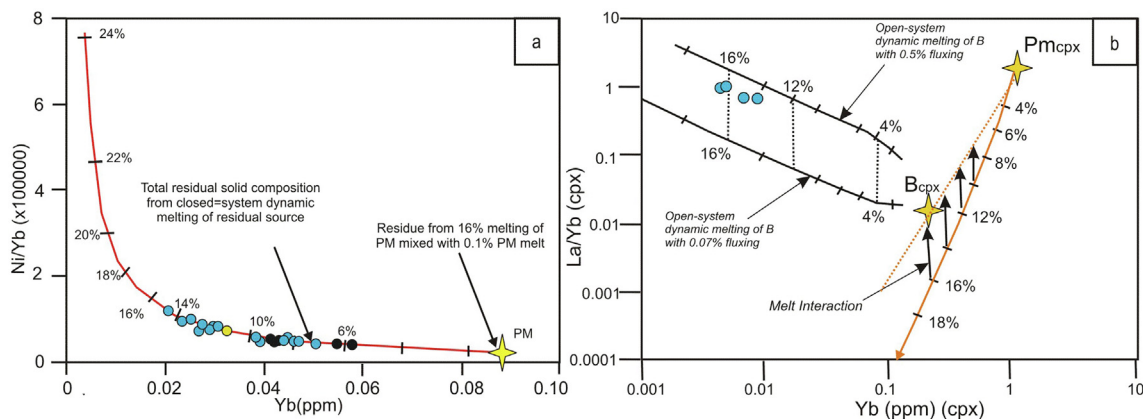 a
8
6
4
2
0
Ni/Yb (x100000)
24%
22%
20%
18%
16%
14%
10%
6%
Total residual solid composition
from closed=system dynamic
melting of residual source
Residue from 16% melting of
PM mixed with 0.1% PM melt
PM
0
0.02
0.04
0.06
0.08
0.10
Yb(ppm)
b
10
1
0.1
0.01
0.001
0.0001
La/Yb (cpx)
Open-system
dynamic melting of B
with 0.5% fluxing
Pmcpx
16%
12%
4%
4%
6%
8%
12%
16%
18%
16%
4%
Bcpx
Open-system
dynamic melting of B
with 0.07% fluxing
Melt Interaction
0.001
0.01
0.1
1
10
Yb (ppm) (cpx)